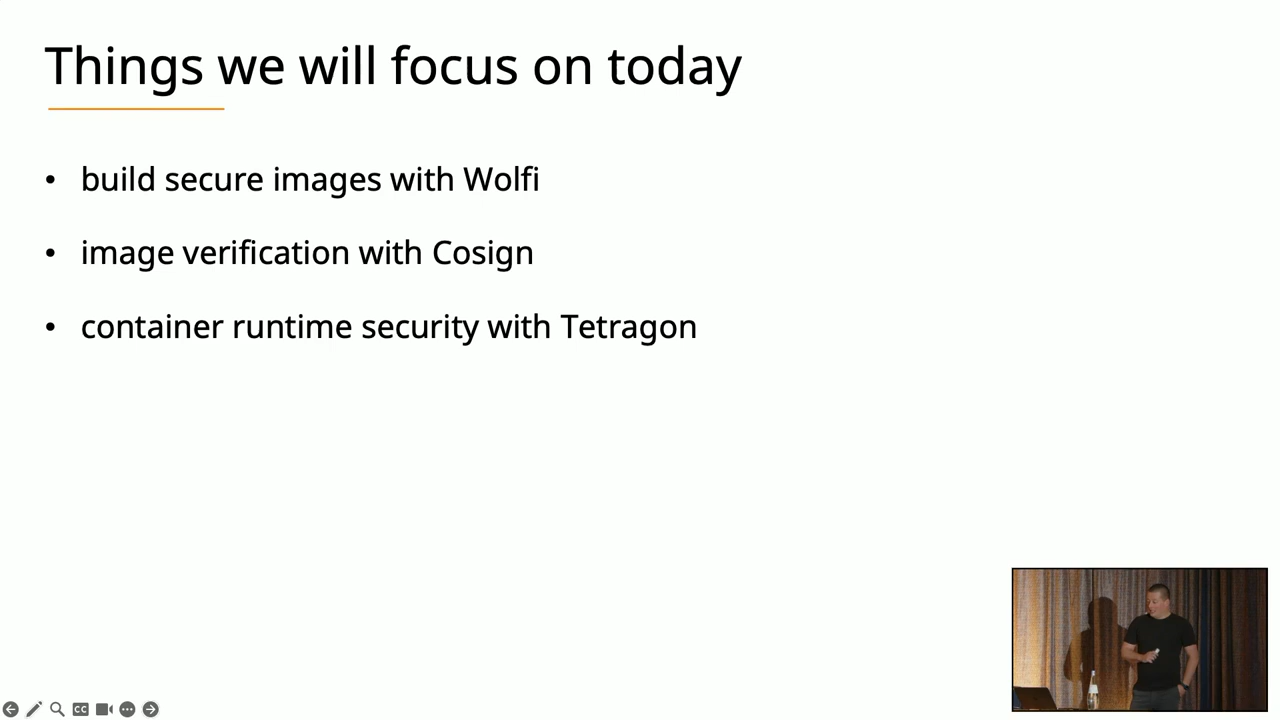 Things we will focus on today
• build secure images with Wolfi
• image verification with Cosign
• container runtime security with Tetragon
CC